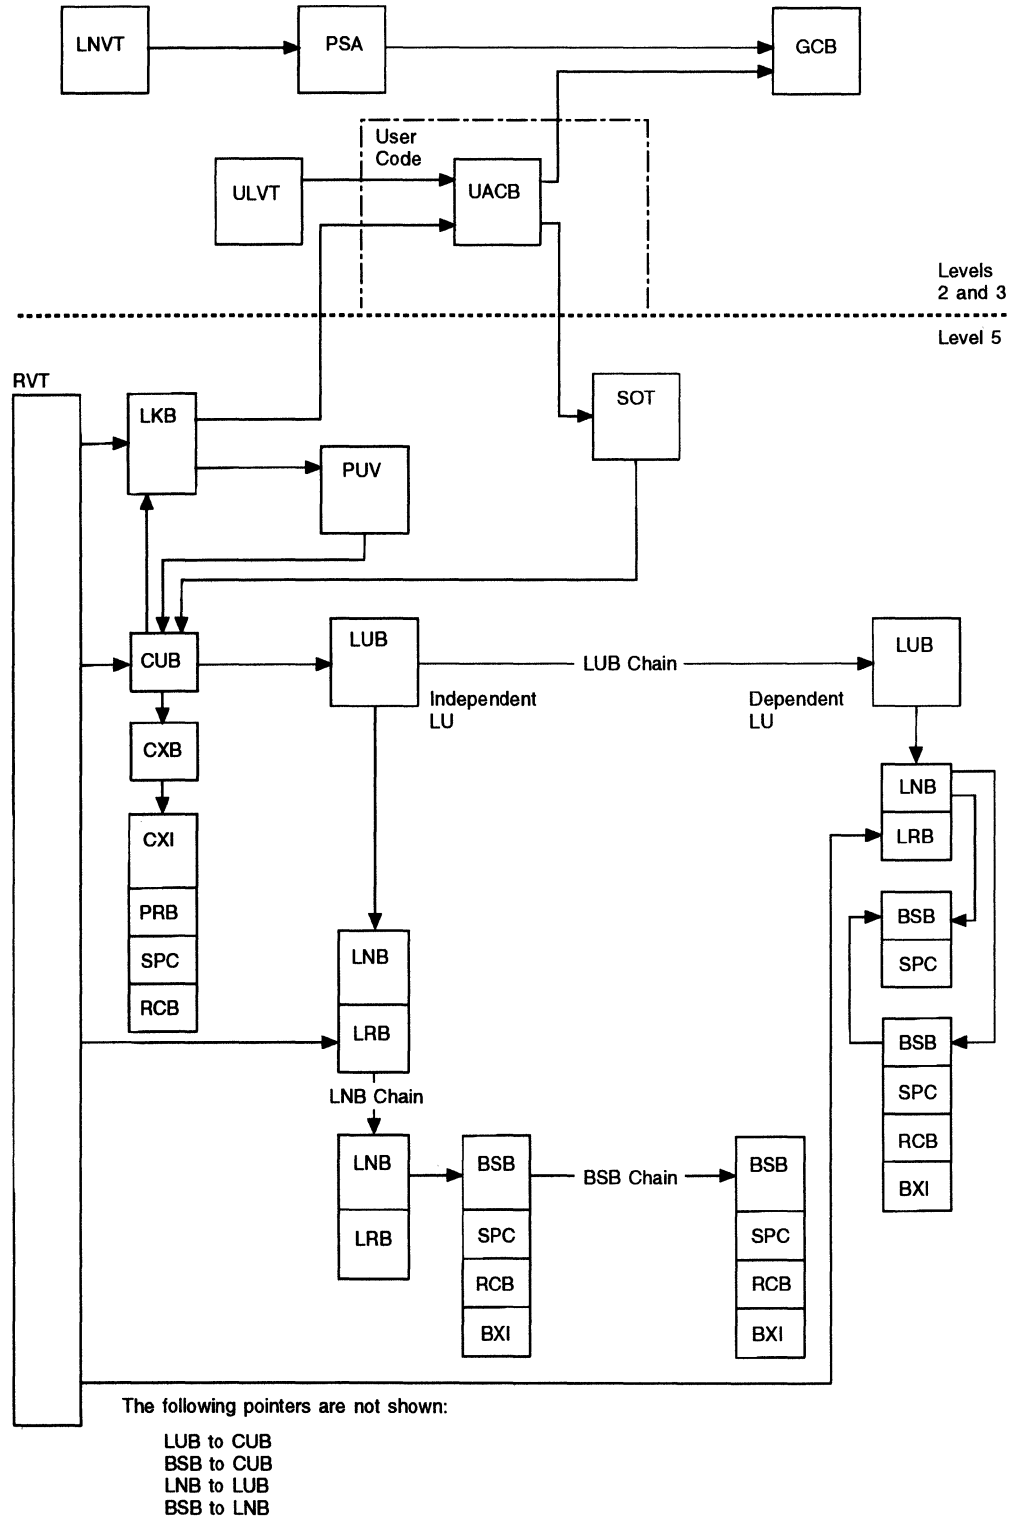 LNVT
PSA
GCB
User
Code
ULVT
UACB
Levels
2 and 3
Level 5
RVT
LKB
SOT
PUV
CUB
LUB
LUB Chain
LUB
Independent
LU
Dependent
LU
CXB
LNB
LRB
CXI
PRB
SPC
RCB
BSB
SPC
LNB
LRB
BSB
SPC
RCB
BXI
LNB Chain
LNB
LRB
BSB
BSB Chain
BSB
SPC
RCB
BXI
SPC
RCB
BXI
The following pointers are not shown:
LUB to CUB
BSB to CUB
LNB to LUB
BSB to LNB